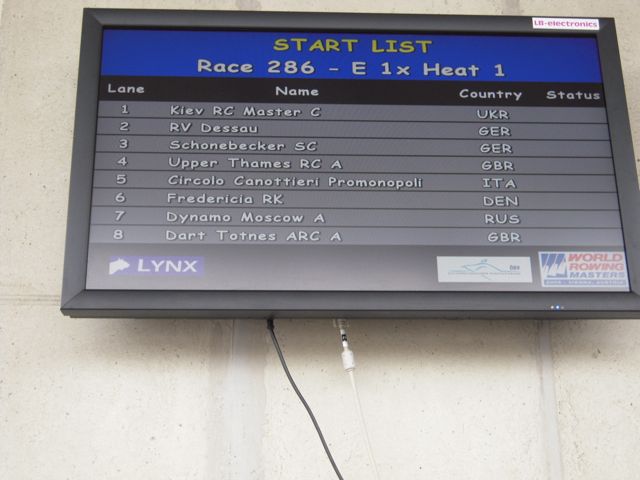 LB-electronics
START LIST
Race 286 - E 1x Heat 1
Lane Name Country Status
1 Kiev RC Master C UKR
2 RV Dessau GER
3 Schonebecker SC GER
4 Upper Thames RC A GBR
5 Circolo Canottieri Promonopoli ITA
6 Fredericia RK DEN
7 Dynamo Moscow A RUS
8 Dart Totnes ARC A GBR
LYNX
WORLD
ROWING
MASTERS
VIENNA, AUSTRIA